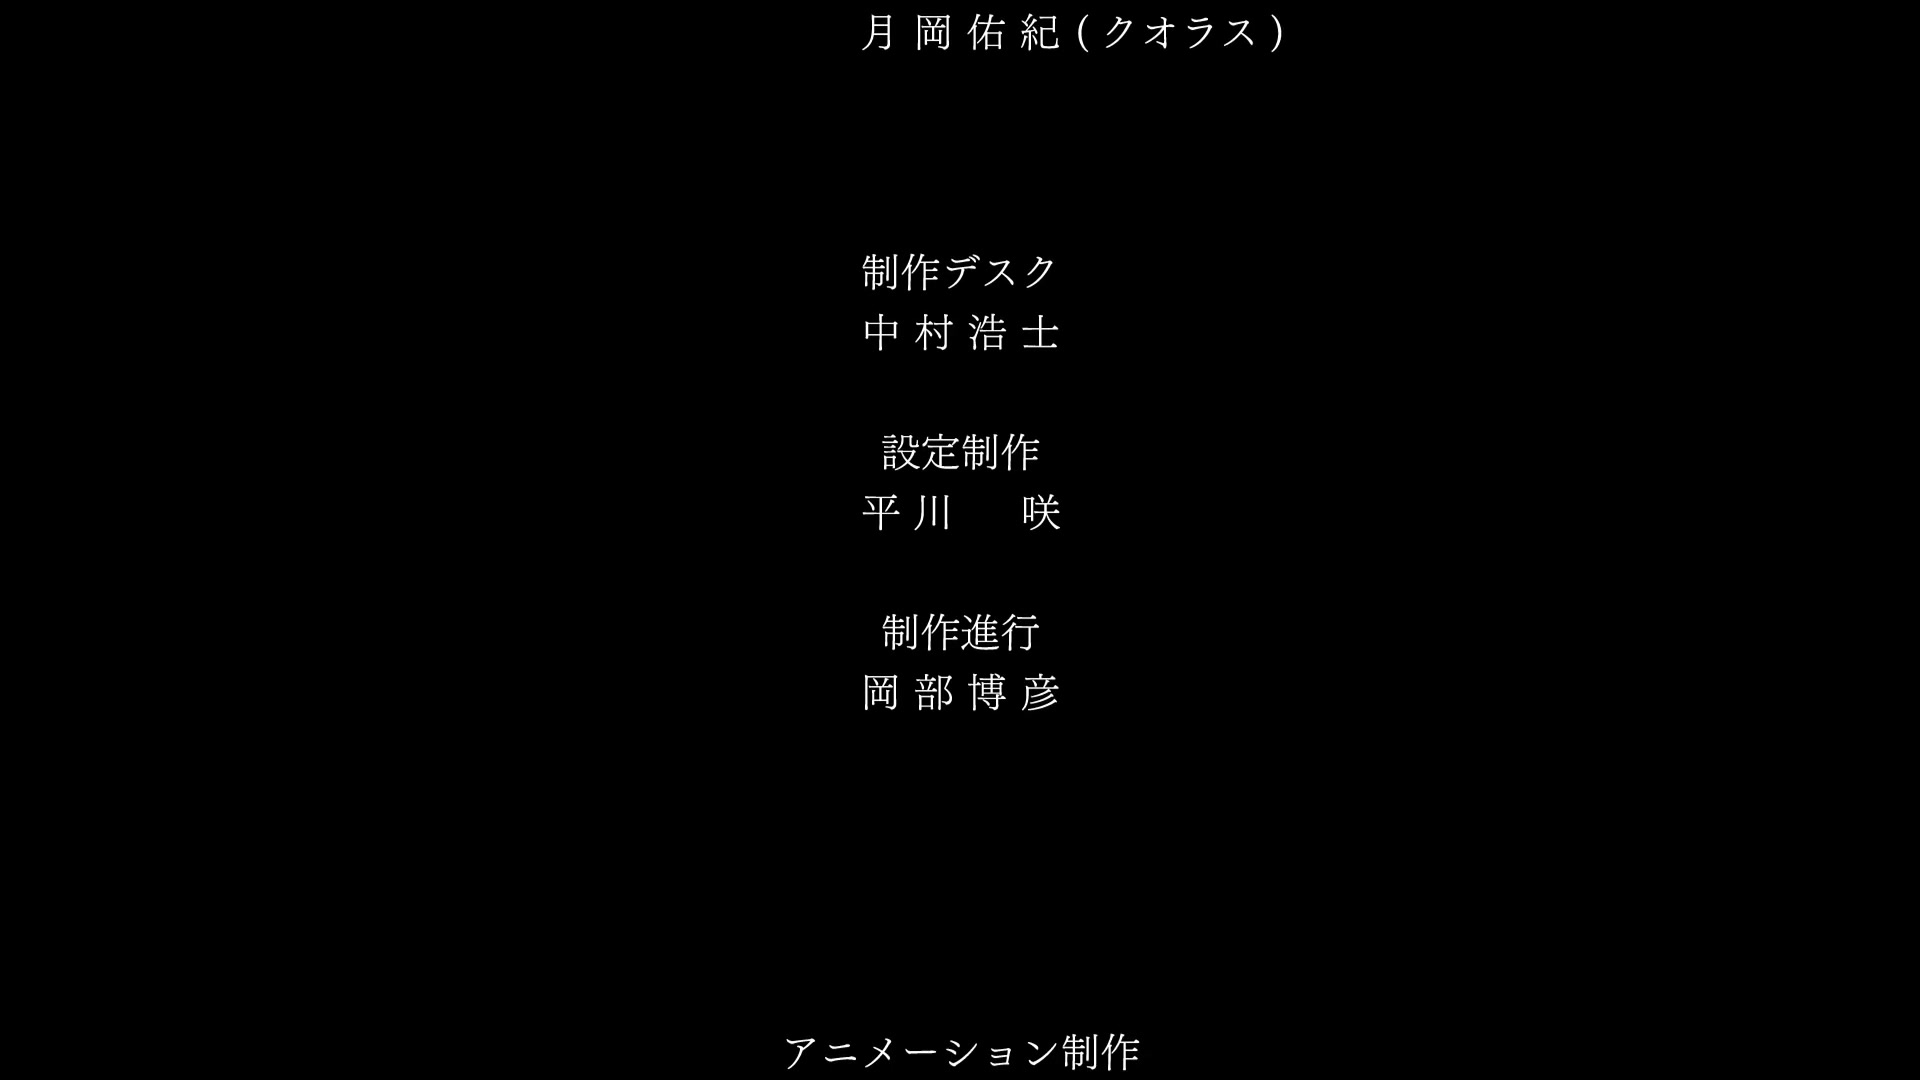 月岡佑紀(クオラス)
制作デスク
中村浩士
設定制作
平川 咲
制作進行
岡部博彦
アニメーション制作